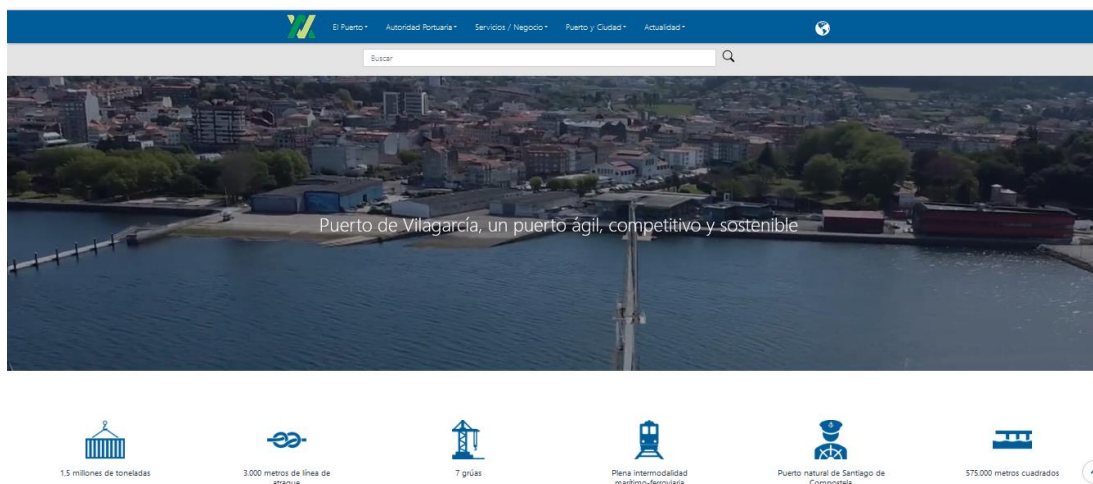 El Puerto
Autoridad Portuaria
Servicios / Negocio
Puerto y Ciudad
Actualidad
Buscar
Puerto de Vilagarcía, un puerto ágil, competitivo y sostenible
1,5 millones de toneladas
3.000 metros de línea de
atraque
7 grúas
Plena intermodalidad
marítimo-ferroviaria
Puerto natural de Santiago de
Compostela
575.000 metros cuadrados